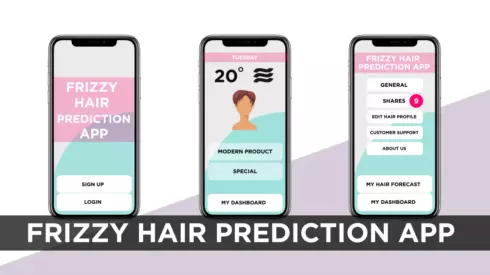 FRIZZY
HAIR
PREDICTION
APP
SIGN UP
LOGIN
TUESDAY
20°
MODERN PRODUCT
SPECIAL
MY DASHBOARD
FRIZZY HAIR
PREDICTION APP
GENERAL
SHARES 9
EDIT HAIR PROFILE
CUSTOMER SUPPORT
ABOUT US
MY HAIR FORECAST
MY DASHBOARD
FRIZZY HAIR PREDICTION APP